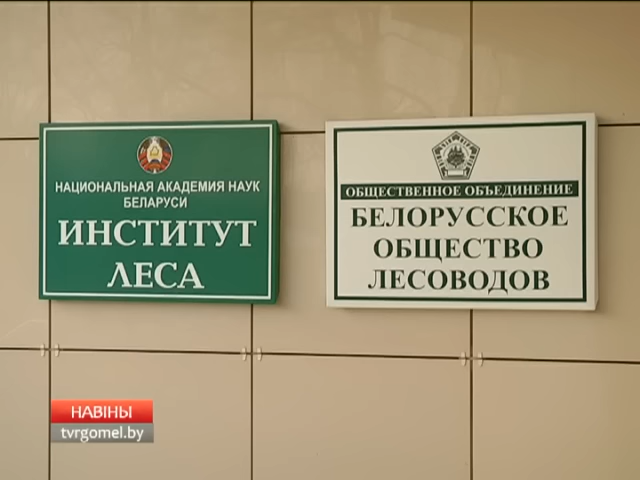 НАЦИОНАЛЬНАЯ АКАДЕМИЯ НАУК
БЕЛАРУСИ
ИНСТИТУТ
ЛЕСА
ОБЩЕСТВЕННОЕ ОБЪЕДИНЕНИЕ
БЕЛОРУССКОЕ
ОБЩЕСТВО
ЛЕСОВОДОВ
НАВІНЫ
tvrgomel.by